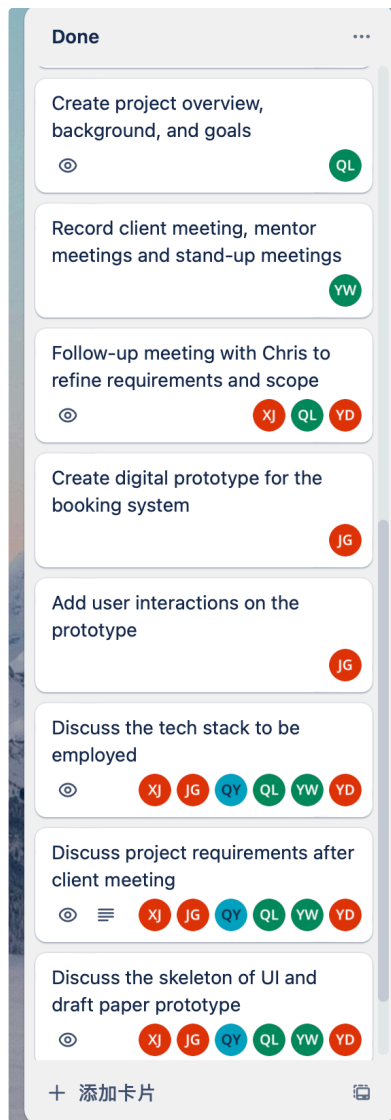 Done
Create project overview,
background, and goals
QL
Record client meeting, mentor
meetings and stand-up meetings
YW
Follow-up meeting with Chris to
refine requirements and scope
XJ QL YD
Create digital prototype for the
booking system
JG
Add user interactions on the
prototype
JG
Discuss the tech stack to be
employed
XJ JG QY QL YW YD
Discuss project requirements after
client meeting
XJ JG QY QL YW YD
Discuss the skeleton of UI and
draft paper prototype
XJ JG QY QL YW YD
添加卡片